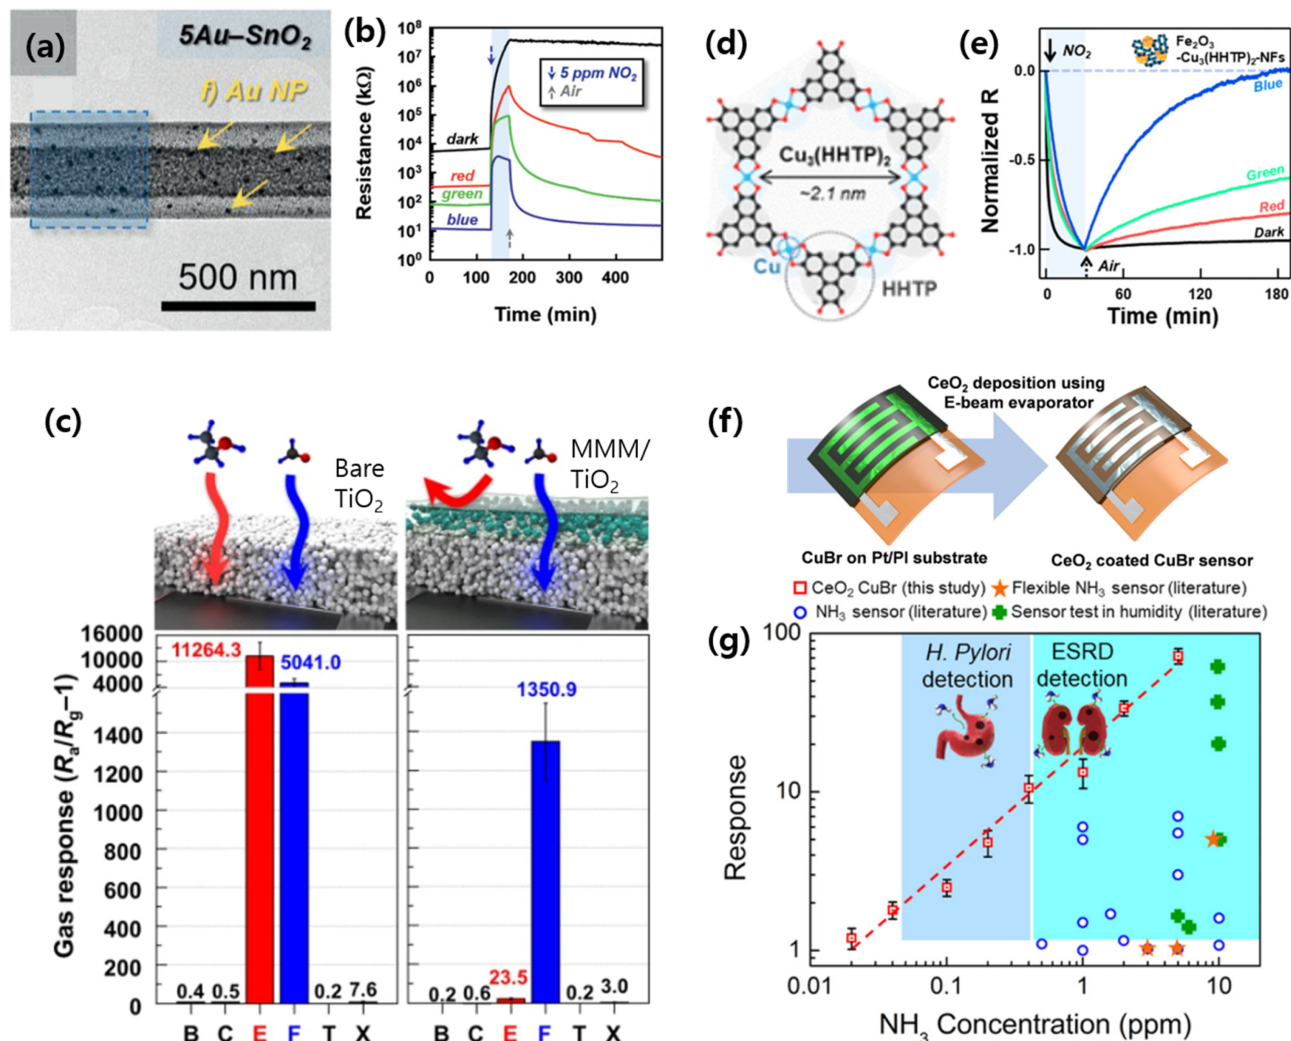 (a)
5Au–SnO2
f) Au NP
500 nm
(b)
Resistance (kΩ)
10^8
10^7
10^6
10^5
10^4
10^3
10^2
10^1
10^0
↓ 5 ppm NO2
↑ Air
dark
red
green
blue
0 200 400
Time (min)
(d)
Cu3(HHTP)2
~2.1 nm
Cu
HHTP
(e)
Normalized R
NO2
Fe2O3
-Cu3(HHTP)2-NFs
0.0
-0.5
-1.0
Blue
Green
Red
Dark
Air
0 60 120 180
Time (min)
(c)
Bare
TiO2
MMM/
TiO2
Gas response (Ra/Rg–1)
16000
10000
4000
1400
1200
1000
800
600
400
200
0
11264.3
5041.0
0.4 0.5 0.2 7.6
B C E F T X
1350.9
23.5
0.2 0.6 0.2 3.0
B C E F T X
(f)
CeO2 deposition using
E-beam evaporator
CuBr on Pt/PI substrate
CeO2 coated CuBr sensor
CeO2 CuBr (this study)
Flexible NH3 sensor (literature)
NH3 sensor (literature)
Sensor test in humidity (literature)
(g)
Response
100
10
1
H. Pylori
detection
ESRD
detection
0.01 0.1 1 10
NH3 Concentration (ppm)